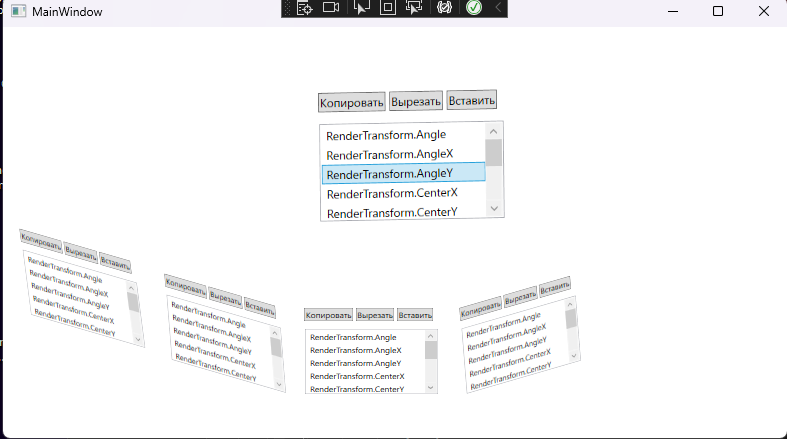 MainWindow
Копировать Вырезать Вставить
RenderTransform.Angle
RenderTransform.AngleX
RenderTransform.AngleY
RenderTransform.CenterX
RenderTransform.CenterY
Копировать Вырезать Вставить
RenderTransform.Angle
RenderTransform.AngleX
RenderTransform.AngleY
RenderTransform.CenterX
RenderTransform.CenterY
Копировать Вырезать Вставить
RenderTransform.Angle
RenderTransform.AngleX
RenderTransform.AngleY
RenderTransform.CenterX
RenderTransform.CenterY
Копировать Вырезать Вставить
RenderTransform.Angle
RenderTransform.AngleX
RenderTransform.AngleY
RenderTransform.CenterX
RenderTransform.CenterY
Копировать Вырезать Вставить
RenderTransform.Angle
RenderTransform.AngleX
RenderTransform.AngleY
RenderTransform.CenterX
RenderTransform.CenterY